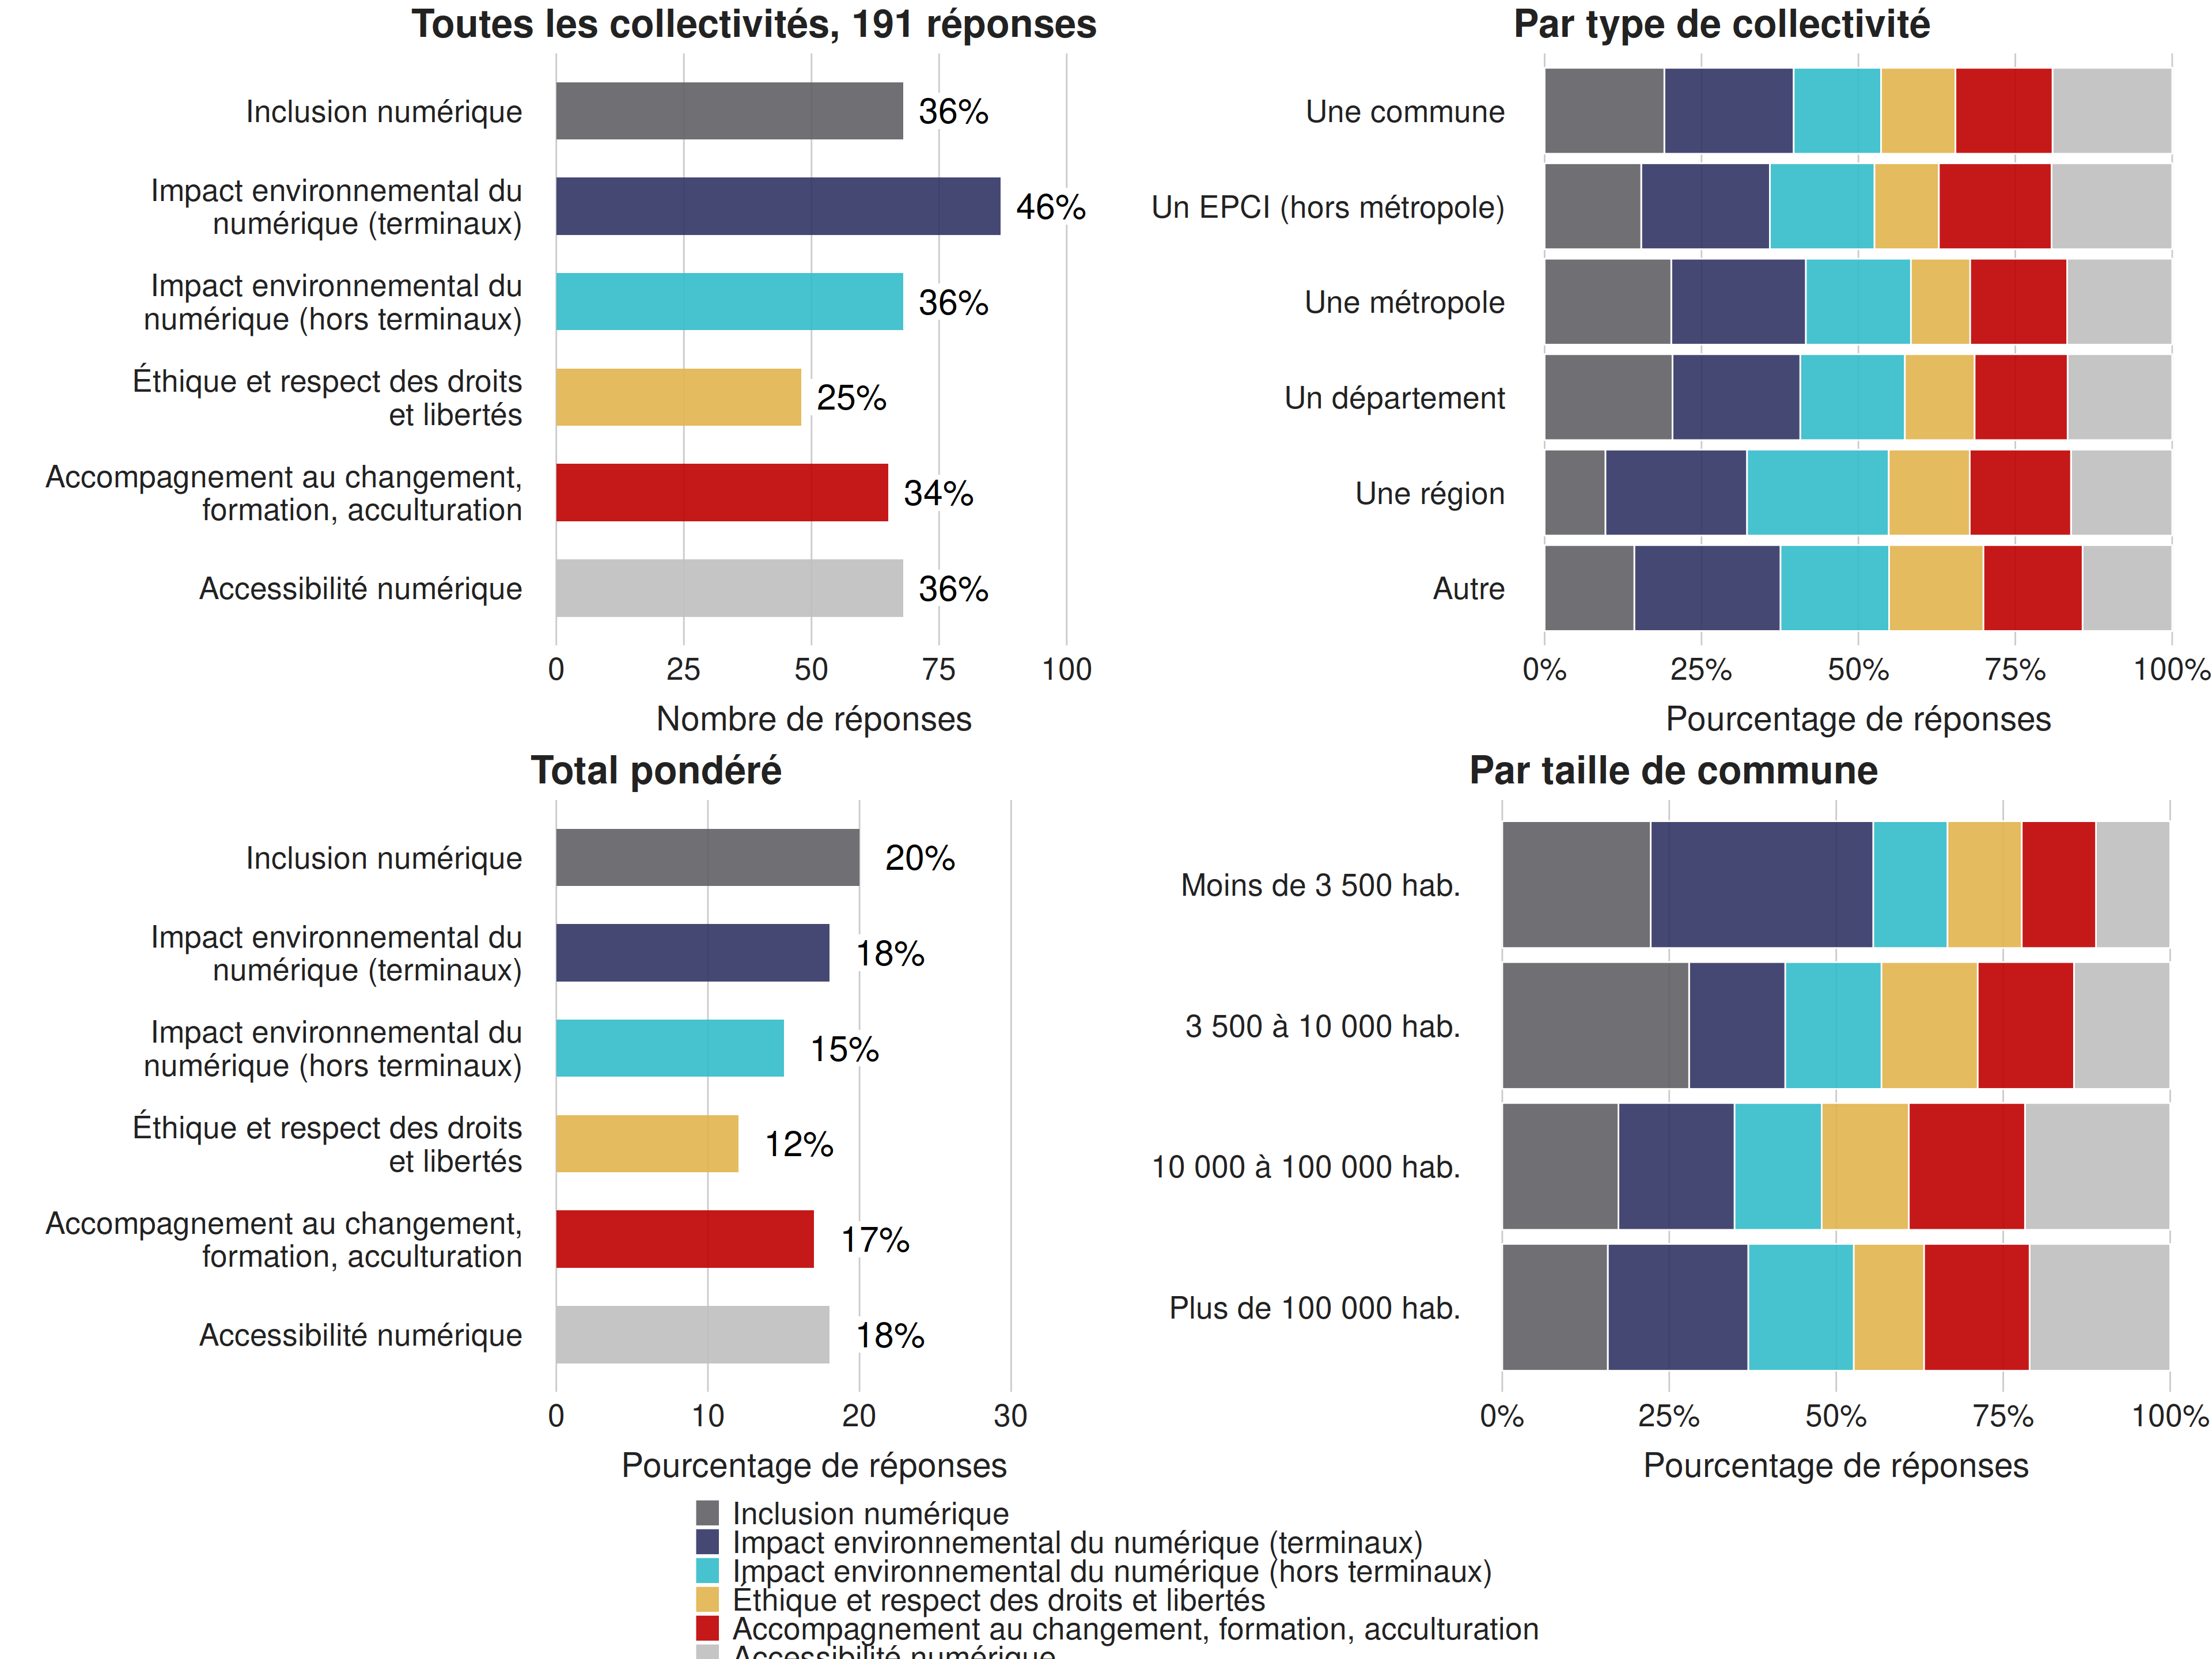 Toutes les collectivités, 191 réponses
Inclusion numérique
36%
Impact environnemental du
numérique (terminaux)
46%
Impact environnemental du
numérique (hors terminaux)
36%
Éthique et respect des droits
et libertés
25%
Accompagnement au changement,
formation, acculturation
34%
Accessibilité numérique
36%
0 25 50 75 100
Nombre de réponses
Par type de collectivité
Une commune
Un EPCI (hors métropole)
Une métropole
Un département
Une région
Autre
0% 25% 50% 75% 100%
Pourcentage de réponses
Total pondéré
Inclusion numérique
20%
Impact environnemental du
numérique (terminaux)
18%
Impact environnemental du
numérique (hors terminaux)
15%
Éthique et respect des droits
et libertés
12%
Accompagnement au changement,
formation, acculturation
17%
Accessibilité numérique
18%
0 10 20 30
Pourcentage de réponses
Par taille de commune
Moins de 3 500 hab.
3 500 à 10 000 hab.
10 000 à 100 000 hab.
Plus de 100 000 hab.
0% 25% 50% 75% 100%
Pourcentage de réponses
Inclusion numérique
Impact environnemental du numérique (terminaux)
Impact environnemental du numérique (hors terminaux)
Éthique et respect des droits et libertés
Accompagnement au changement, formation, acculturation
Accessibilité numérique